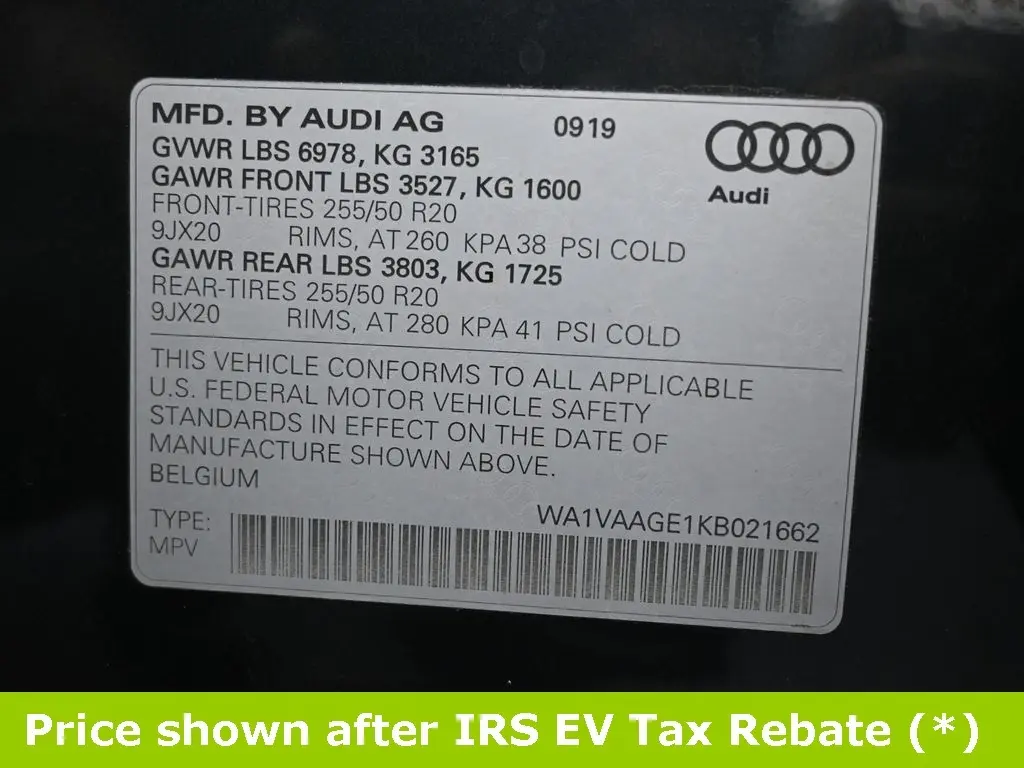 MFD. BY AUDI AG 0919
GVWR LBS 6978, KG 3165
GAWR FRONT LBS 3527, KG 1600
Audi
FRONT-TIRES 255/50 R20
9JX20 RIMS, AT 260 KPA 38 PSI COLD
GAWR REAR LBS 3803, KG 1725
REAR-TIRES 255/50 R20
9JX20 RIMS, AT 280 KPA 41 PSI COLD
THIS VEHICLE CONFORMS TO ALL APPLICABLE
U.S. FEDERAL MOTOR VEHICLE SAFETY
STANDARDS IN EFFECT ON THE DATE OF
MANUFACTURE SHOWN ABOVE.
BELGIUM
WA1VAAGE1KB021662
TYPE:
MPV
Price shown after IRS EV Tax Rebate (*)